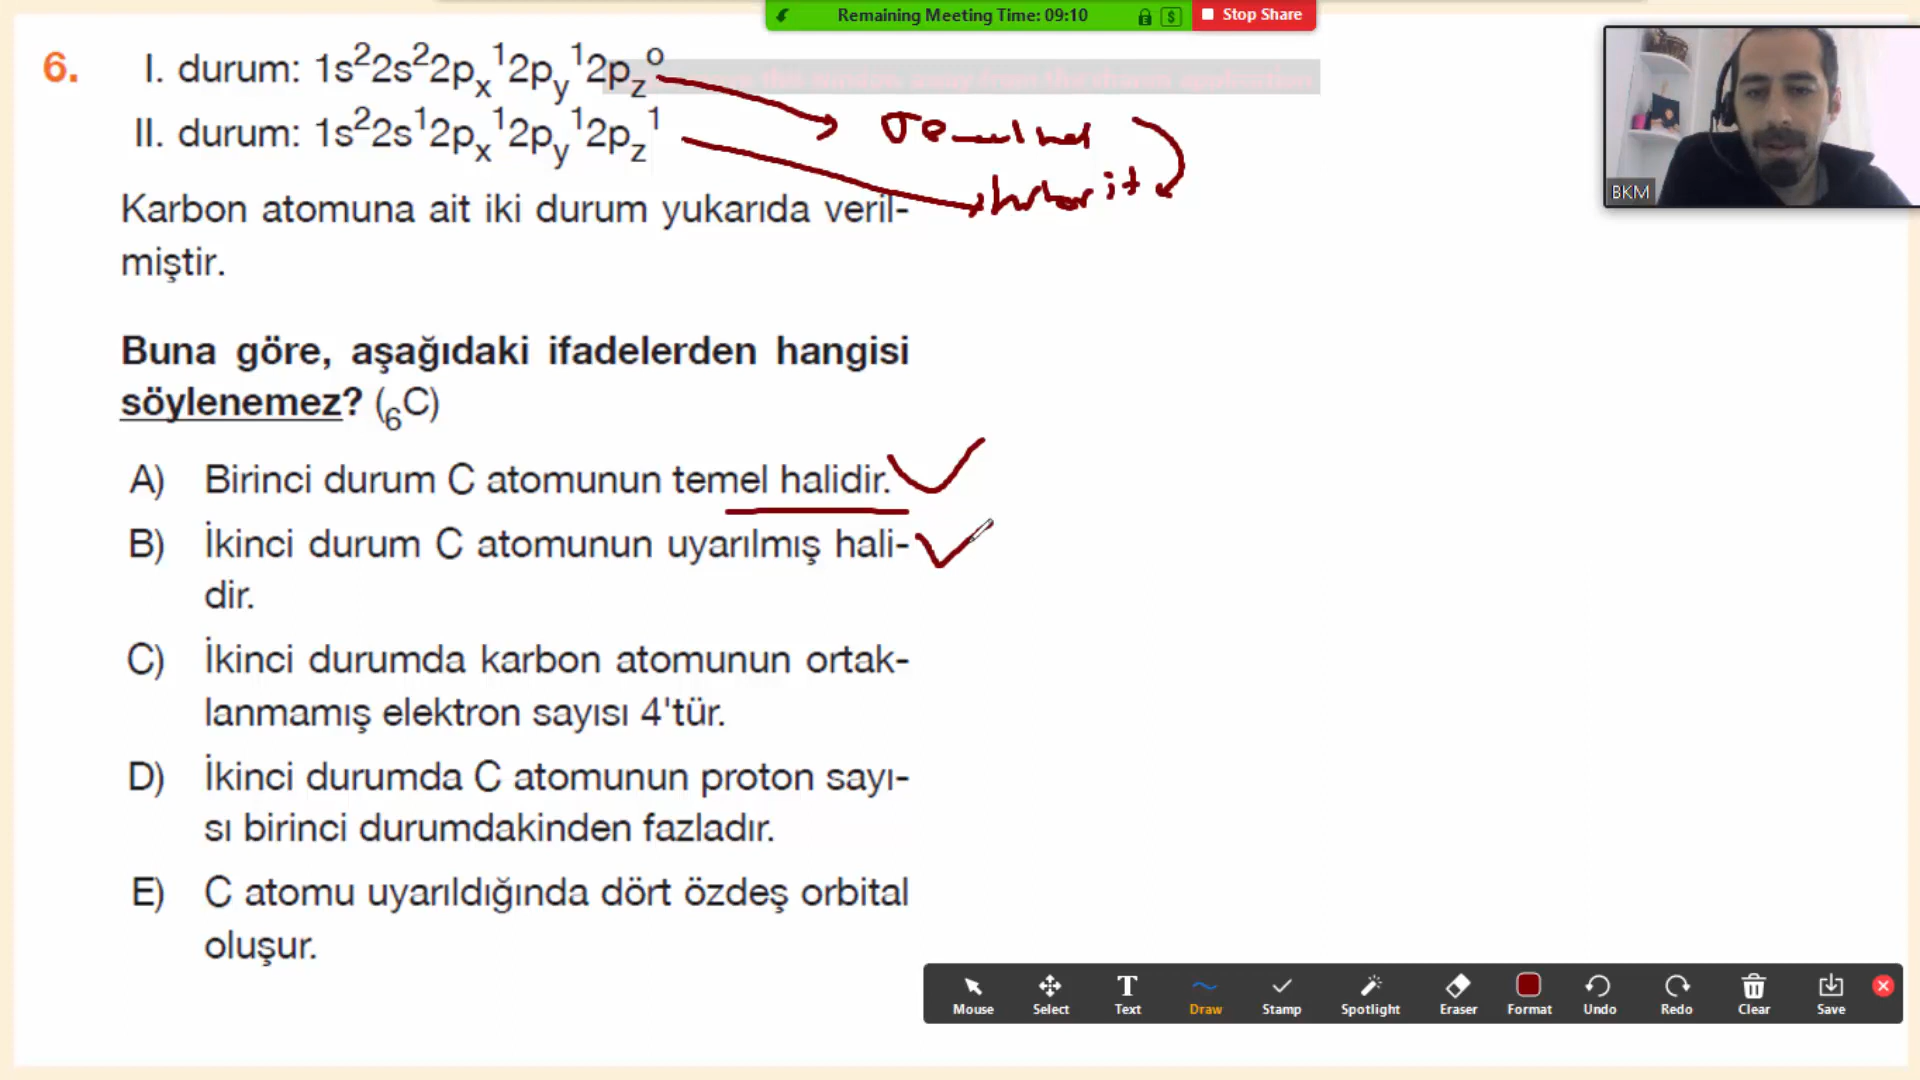 Remaining Meeting Time: 09:10
Stop Share
6. I. durum: 1s²2s²2pₓ¹2p_y¹2p_z⁰
II. durum: 1s²2s¹2pₓ¹2p_y¹2p_z¹
Temel hal
BKM
Karbon atomuna ait iki durum yukarıda veril-
miştir.
Buna göre, aşağıdaki ifadelerden hangisi
söylenemez? (₆C)
A) Birinci durum C atomunun temel halidir.
B) İkinci durum C atomunun uyarılmış hali-
dir.
C) İkinci durumda karbon atomunun ortak-
lanmamış elektron sayısı 4'tür.
D) İkinci durumda C atomunun proton sayı-
sı birinci durumdakinden fazladır.
E) C atomu uyarıldığında dört özdeş orbital
oluşur.
Mouse Select Text Draw Stamp Spotlight Eraser Format Undo Redo Clear Save